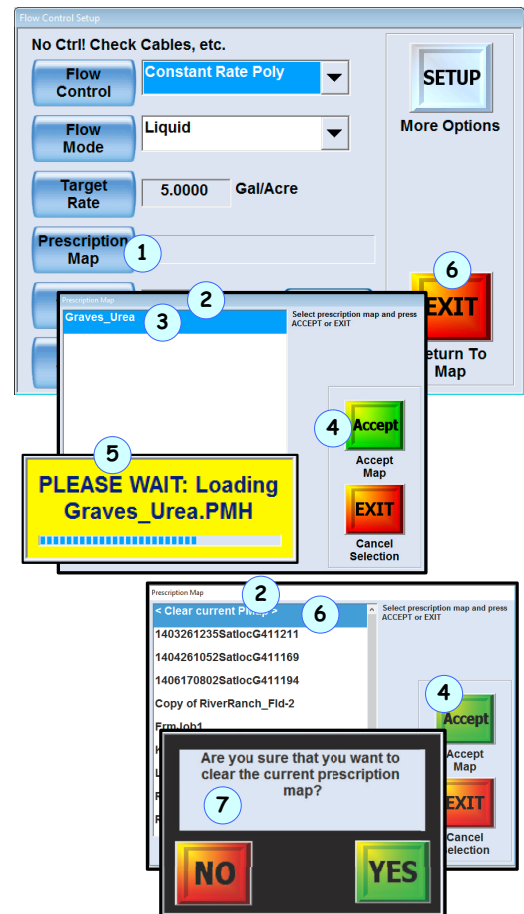 Flow Control Setup
No Ctrl! Check Cables, etc.
Flow
Control
Constant Rate Poly
SETUP
More Options
Flow
Mode
Liquid
Target
Rate
5.0000 Gal/Acre
Prescription
Map
1
6
EXIT
Return To
Map
Prescription Map
2
Graves_Urea
3
Select prescription map and press
ACCEPT or EXIT
4
Accept
Accept
Map
EXIT
Cancel
Selection
5
PLEASE WAIT: Loading
Graves_Urea.PMH
Prescription Map
2
< Clear current PMap >
6
Select prescription map and press
ACCEPT or EXIT
1403261235SatlocG411211
1404261052SatlocG411169
1406170802SatlocG411194
Copy of RiverRanch_Fld-2
FrmJob1
4
Accept
Accept
Map
EXIT
Cancel
Selection
Are you sure that you want to
clear the current prescription
map?
7
NO
YES